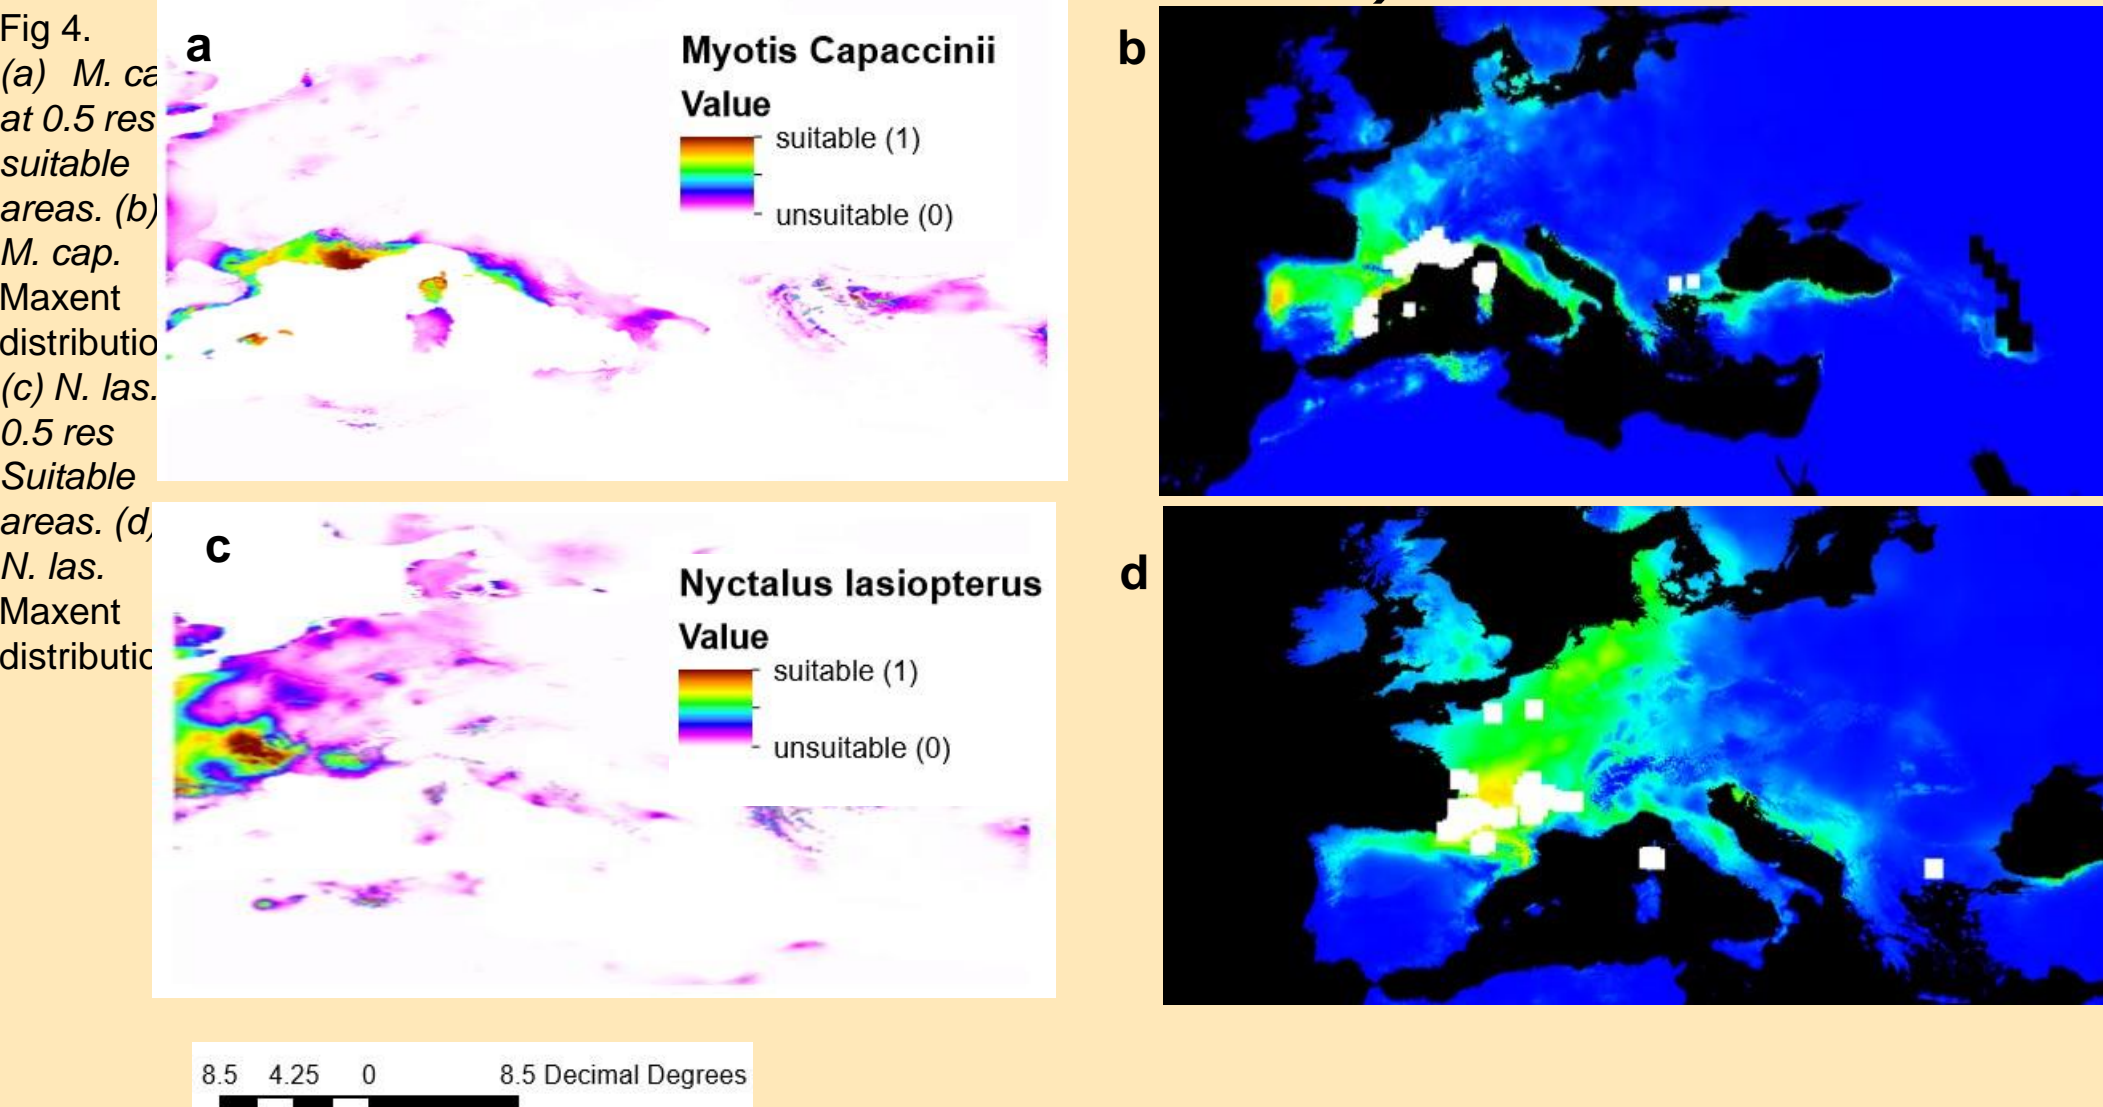 Fig 4.
(a) M. ca
at 0.5 res
suitable
areas. (b)
M. cap.
Maxent
distributio
(c) N. las.
0.5 res
Suitable
areas. (d)
N. las.
Maxent
distributio
a
Myotis Capaccinii
Value
suitable (1)
unsuitable (0)
b
c
Nyctalus lasiopterus
Value
suitable (1)
unsuitable (0)
d
8.5 4.25 0 8.5 Decimal Degrees